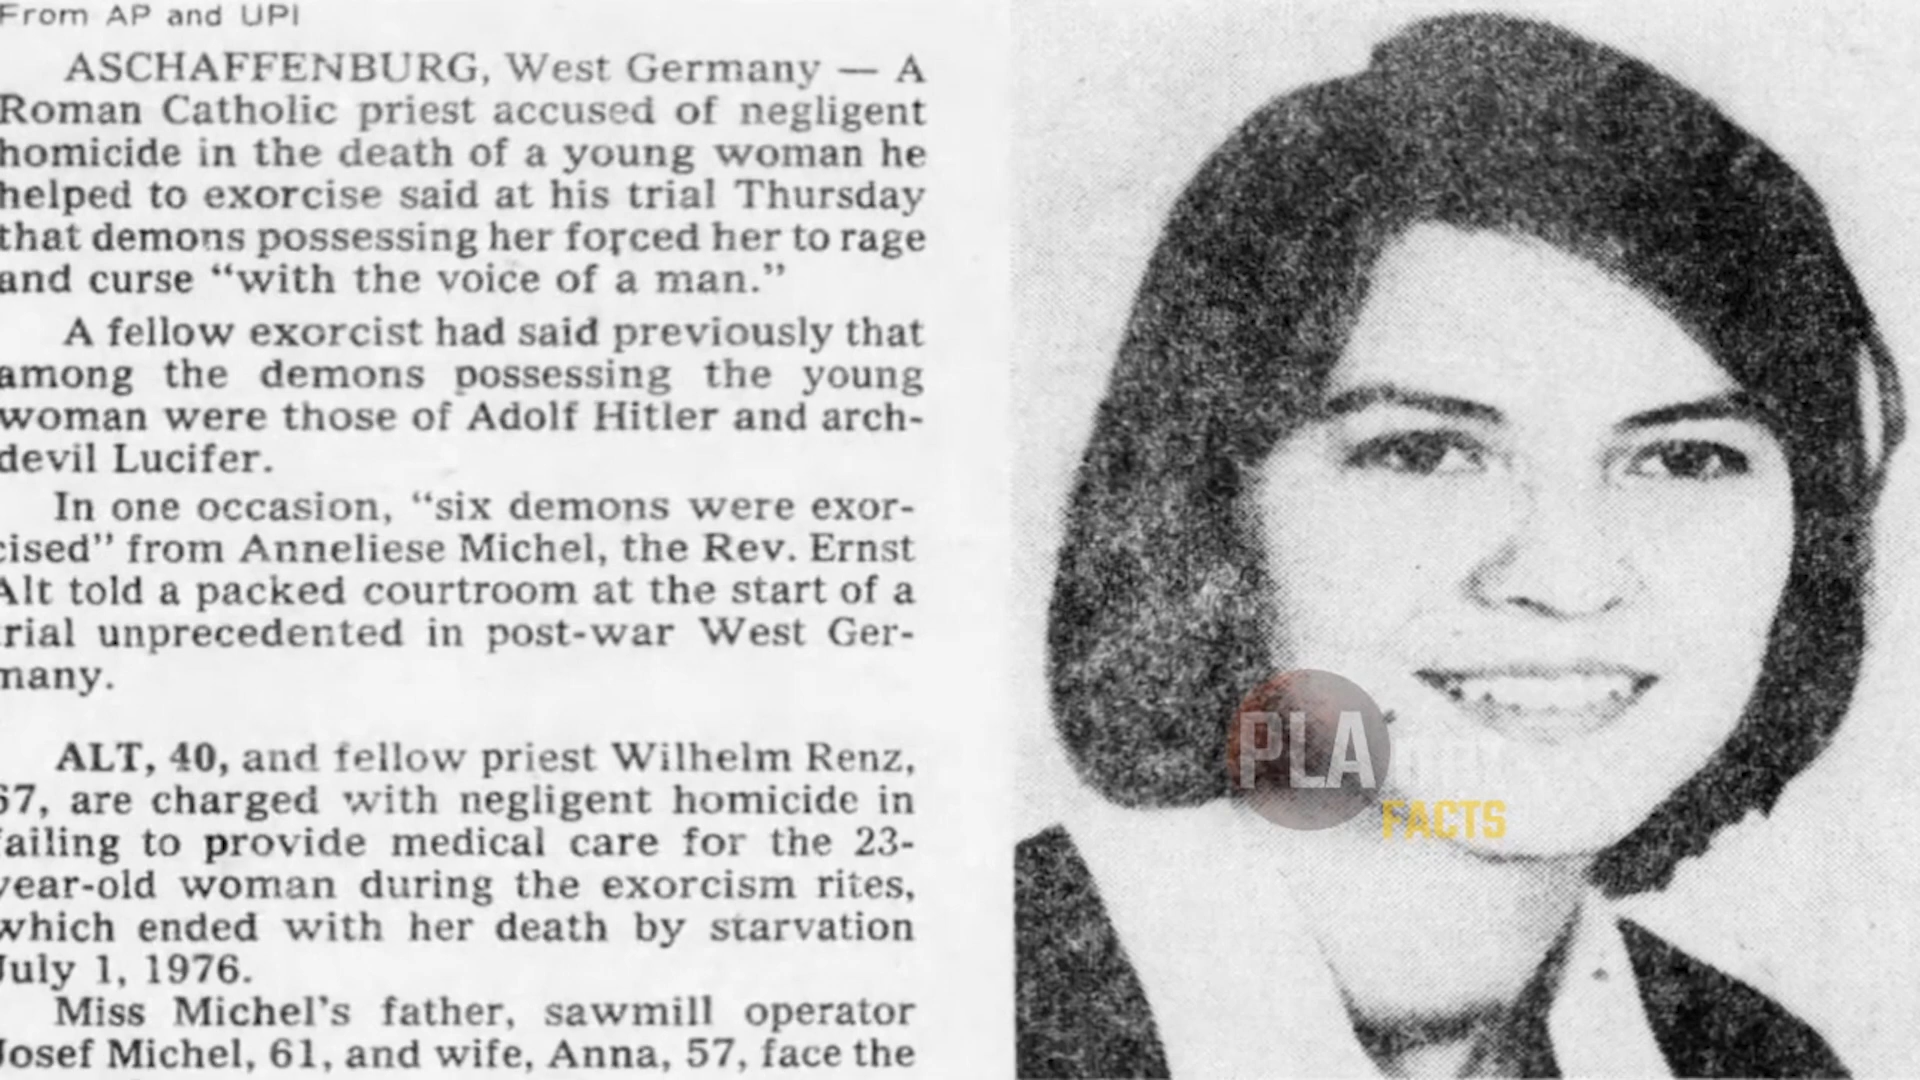 From AP and UPI
ASCHAFFENBURG, West Germany — A
Roman Catholic priest accused of negligent
homicide in the death of a young woman he
helped to exorcise said at his trial Thursday
that demons possessing her forced her to rage
and curse “with the voice of a man.”
A fellow exorcist had said previously that
among the demons possessing the young
woman were those of Adolf Hitler and arch-
devil Lucifer.
In one occasion, “six demons were exor-
cised” from Anneliese Michel, the Rev. Ernst
Alt told a packed courtroom at the start of a
trial unprecedented in post-war West Ger-
many.
ALT, 40, and fellow priest Wilhelm Renz,
67, are charged with negligent homicide in
failing to provide medical care for the 23-
year-old woman during the exorcism rites,
which ended with her death by starvation
July 1, 1976.
Miss Michel’s father, sawmill operator
Josef Michel, 61, and wife, Anna, 57, face the
PLAnet
FACTS